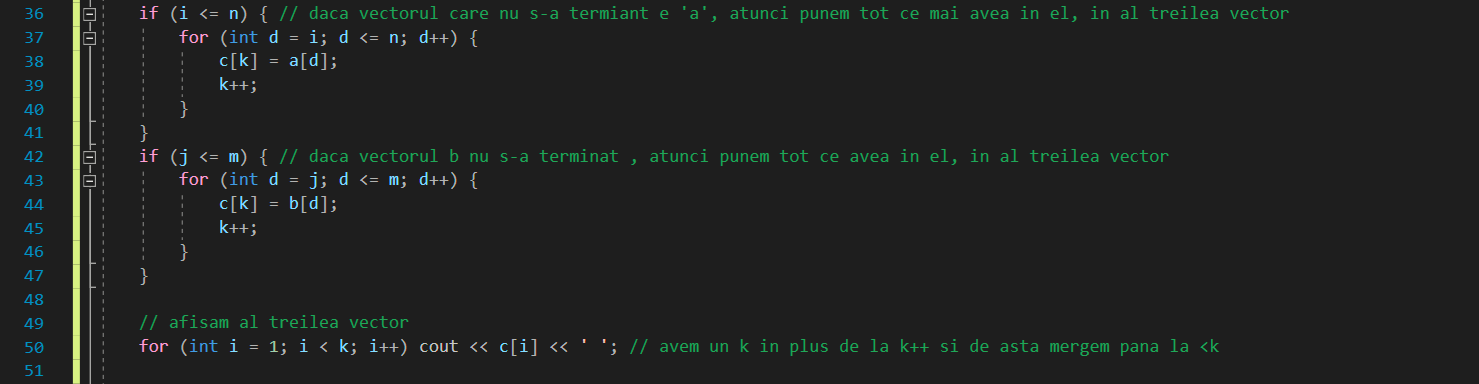 36 if (i <= n) { // daca vectorul care nu s-a termiant e 'a', atunci punem tot ce mai avea in el, in al treilea vector
37 for (int d = i; d <= n; d++) {
38 c[k] = a[d];
39 k++;
40 }
41 }
42 if (j <= m) { // daca vectorul b nu s-a terminat , atunci punem tot ce avea in el, in al treilea vector
43 for (int d = j; d <= m; d++) {
44 c[k] = b[d];
45 k++;
46 }
47 }
48
49 // afisam al treilea vector
50 for (int i = 1; i < k; i++) cout << c[i] << ' '; // avem un k in plus de la k++ si de asta mergem pana la <k
51